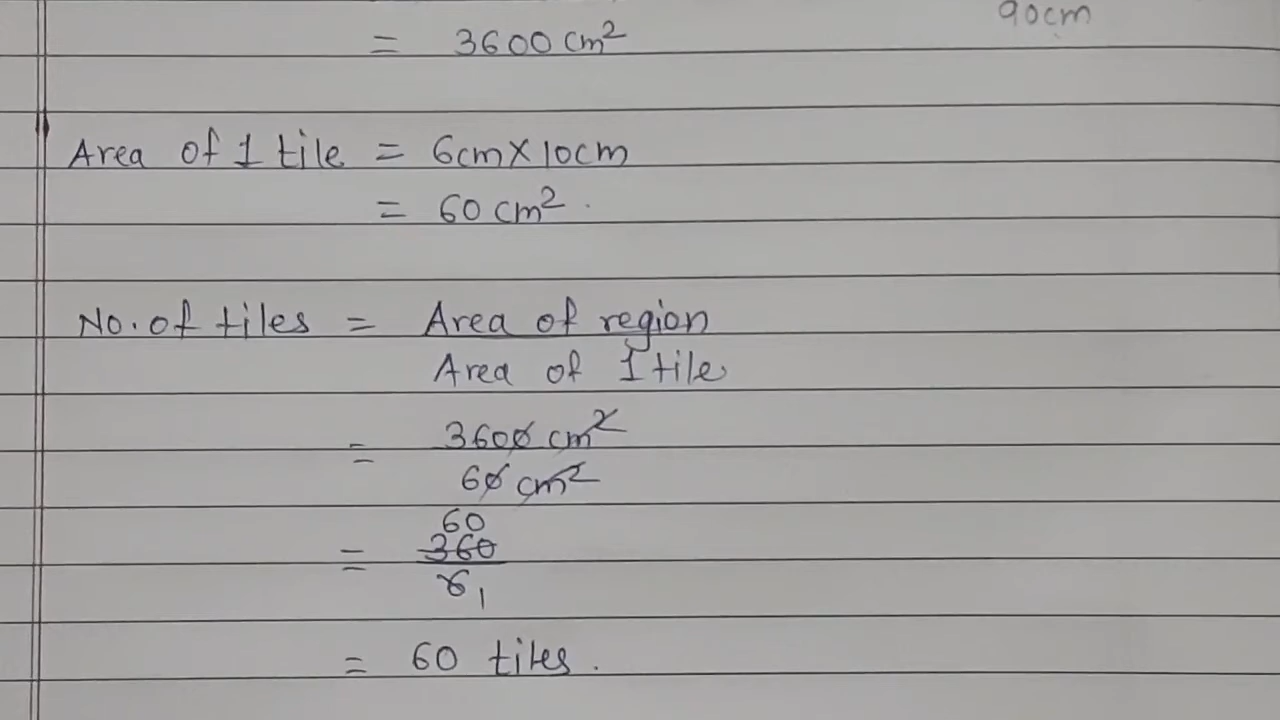 90cm
= 3600 cm²
Area of 1 tile = 6cm × 10cm
= 60 cm².
No. of tiles = Area of region
Area of 1 tile
= 3600 cm²
60 cm²
60
= 360
6 1
= 60 tiles.